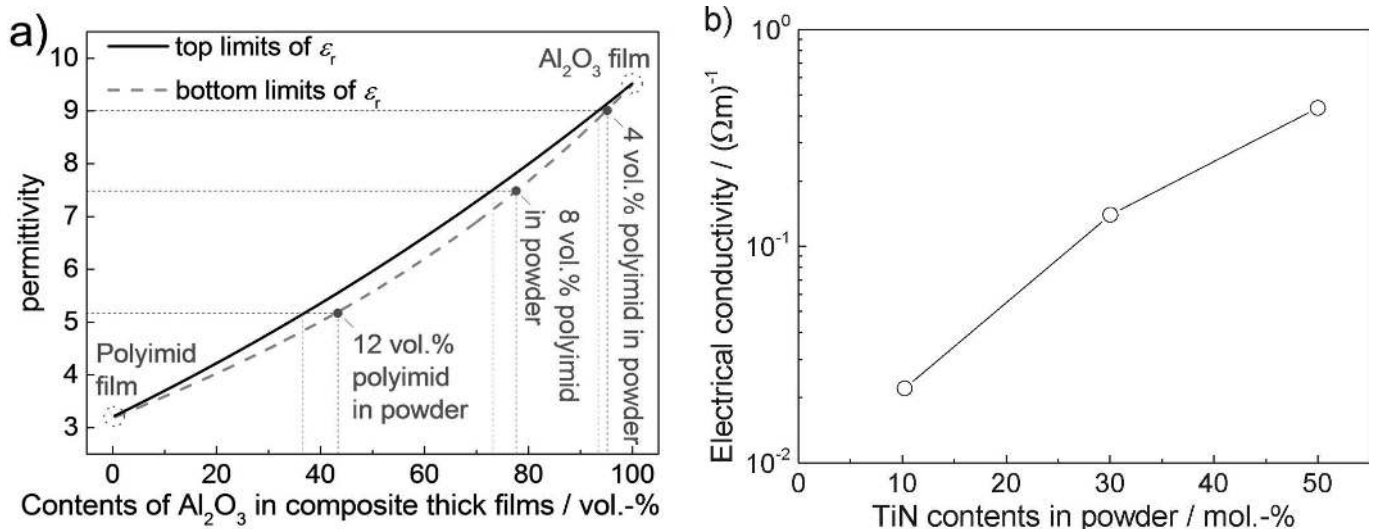 a)
top limits of εr
bottom limits of εr
Al2O3 film
Polyimid
film
12 vol.%
polyimid
in powder
8 vol.% polyimid
in powder
4 vol.% polyimid in powder
permittivity
10
9
8
7
6
5
4
3
0 20 40 60 80 100
Contents of Al2O3 in composite thick films / vol.-%
b)
Electrical conductivity / (Ωm)-1
10^0
10^-1
10^-2
0 10 20 30 40 50
TiN contents in powder / mol.-%